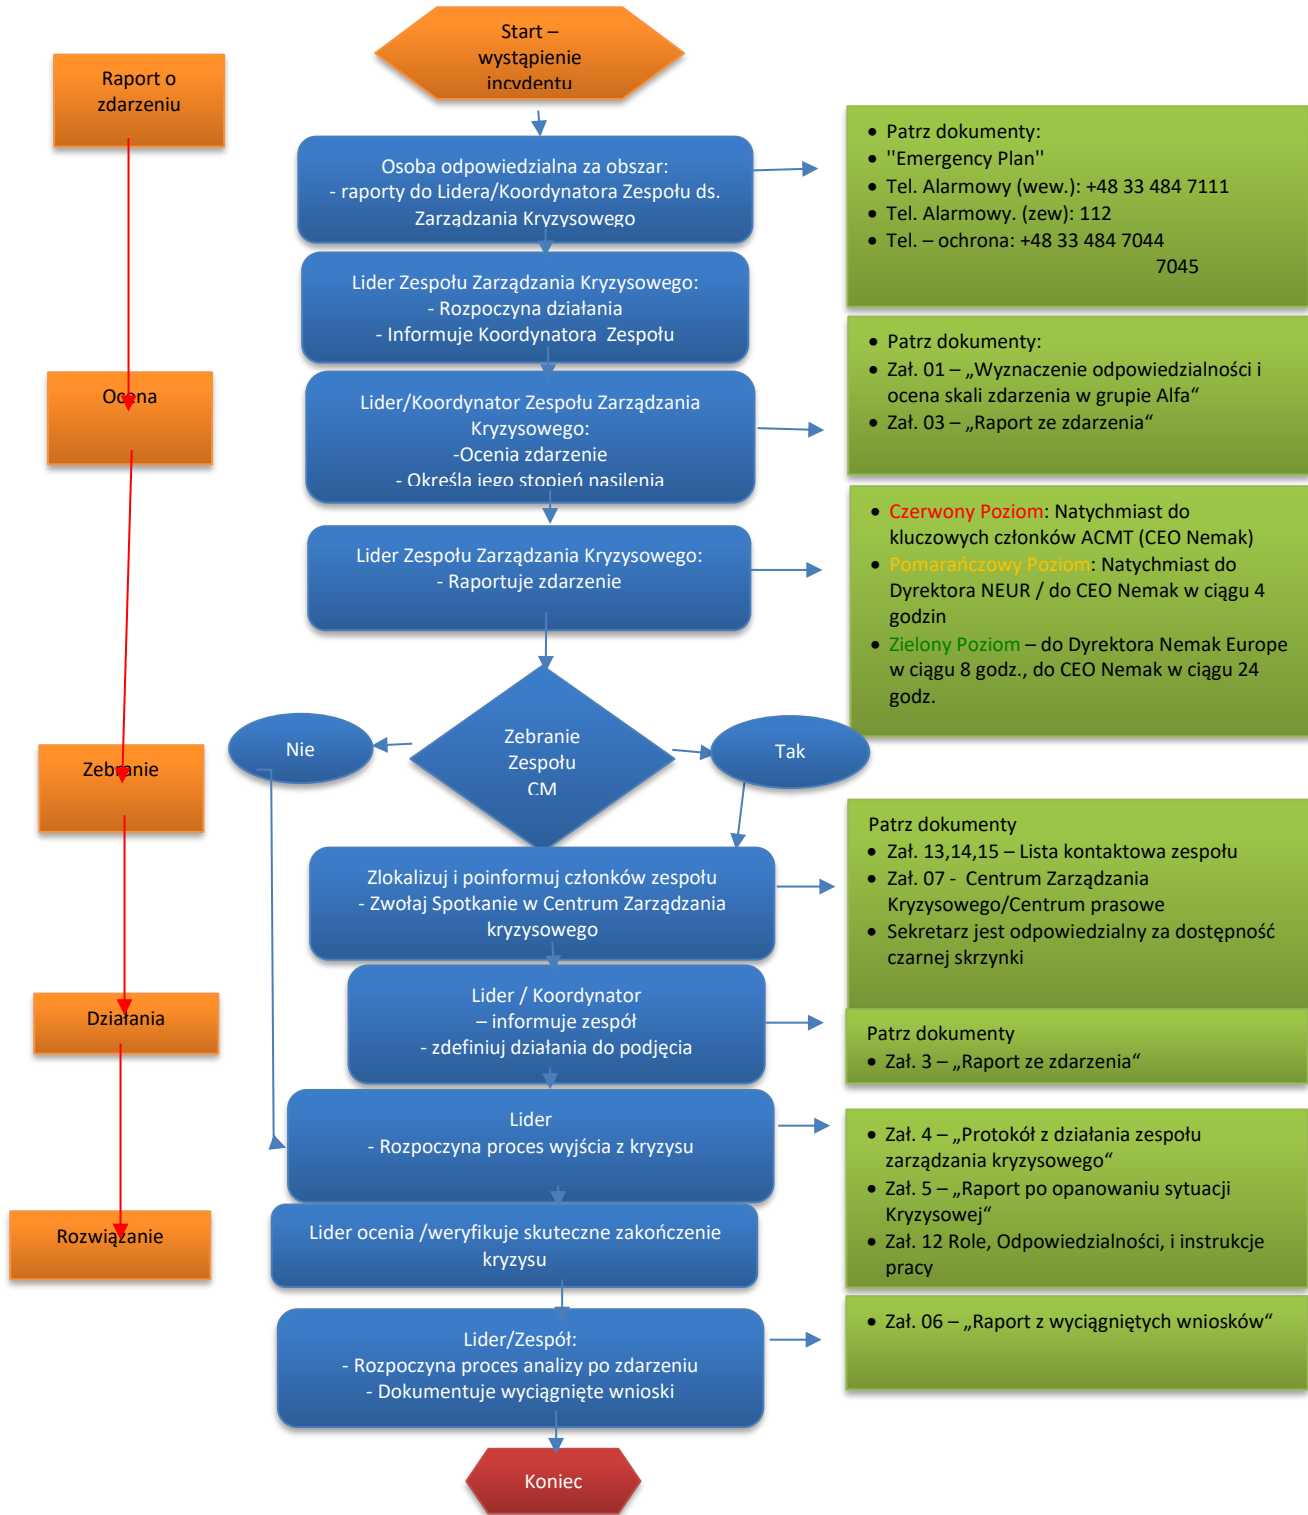 Start –
wystąpienie
incydentu
Raport o
zdarzeniu
Osoba odpowiedzialna za obszar:
- raporty do Lidera/Koordynatora Zespołu ds.
Zarządzania Kryzysowego
• Patrz dokumenty:
• "Emergency Plan"
• Tel. Alarmowy (wew.): +48 33 484 7111
• Tel. Alarmowy. (zew): 112
• Tel. – ochrona: +48 33 484 7044
7045
Lider Zespołu Zarządzania Kryzysowego:
- Rozpoczyna działania
- Informuje Koordynatora Zespołu
Ocena
Lider/Koordynator Zespołu Zarządzania
Kryzysowego:
-Ocenia zdarzenie
- Określa jego stopień nasilenia
• Patrz dokumenty:
• Zał. 01 – „Wyznaczenie odpowiedzialności i
ocena skali zdarzenia w grupie Alfa“
• Zał. 03 – „Raport ze zdarzenia“
Lider Zespołu Zarządzania Kryzysowego:
- Raportuje zdarzenie
• Czerwony Poziom: Natychmiast do
kluczowych członków ACMT (CEO Nemak)
• Pomarańczowy Poziom: Natychmiast do
Dyrektora NEUR / do CEO Nemak w ciągu 4
godzin
• Zielony Poziom – do Dyrektora Nemak Europe
w ciągu 8 godz., do CEO Nemak w ciągu 24
godz.
Zebranie
Nie
Zebranie
Zespołu
CM
Tak
Zlokalizuj i poinformuj członków zespołu
- Zwołaj Spotkanie w Centrum Zarządzania
kryzysowego
Patrz dokumenty
• Zał. 13,14,15 – Lista kontaktowa zespołu
• Zał. 07 - Centrum Zarządzania
Kryzysowego/Centrum prasowe
• Sekretarz jest odpowiedzialny za dostępność
czarnej skrzynki
Działania
Lider / Koordynator
– informuje zespół
- zdefiniuj działania do podjęcia
Patrz dokumenty
• Zał. 3 – „Raport ze zdarzenia“
Lider
- Rozpoczyna proces wyjścia z kryzysu
• Zał. 4 – „Protokół z działania zespołu
zarządzania kryzysowego“
• Zał. 5 – „Raport po opanowaniu sytuacji
Kryzysowej“
• Zał. 12 Role, Odpowiedzialności, i instrukcje
pracy
Rozwiązanie
Lider ocenia /weryfikuje skuteczne zakończenie
kryzysu
Lider/Zespół:
- Rozpoczyna proces analizy po zdarzeniu
- Dokumentuje wyciągnięte wnioski
• Zał. 06 – „Raport z wyciągniętych wniosków“
Koniec